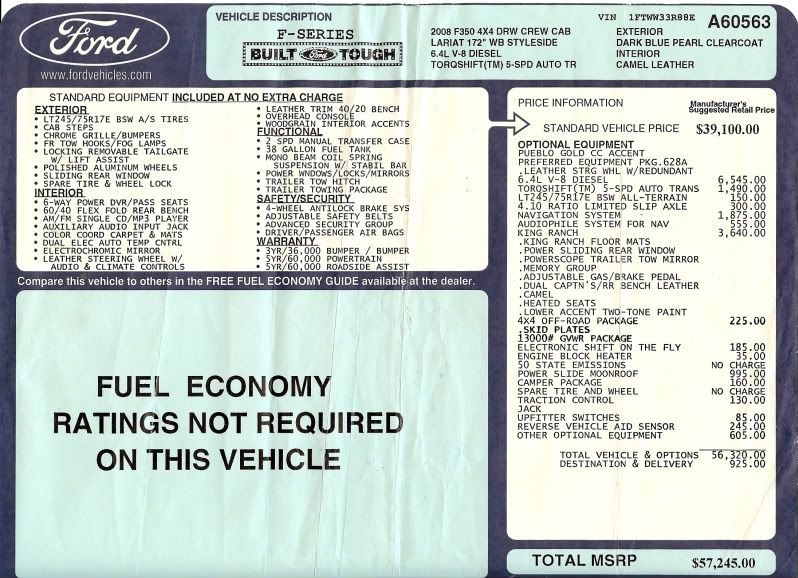 Ford
www.fordvehicles.com
VEHICLE DESCRIPTION
F-SERIES
BUILT Ford TOUGH
2008 F350 4X4 DRW CREW CAB
LARIAT 172" WB STYLESIDE
6.4L V-8 DIESEL
TORQSHIFT(TM) 5-SPD AUTO TR
VIN 1FTWW33R88E A60563
EXTERIOR
DARK BLUE PEARL CLEARCOAT
INTERIOR
CAMEL LEATHER
STANDARD EQUIPMENT INCLUDED AT NO EXTRA CHARGE
EXTERIOR
• LT245/75R17E BSW A/S TIRES
• CAB STEPS
• CHROME GRILLE/BUMPERS
• FR TOW HOOKS/FOG LAMPS
• LOCKING REMOVABLE TAILGATE
W/ LIFT ASSIST
• POLISHED ALUMINUM WHEELS
• SLIDING REAR WINDOW
• SPARE TIRE & WHEEL LOCK
INTERIOR
• 6-WAY POWER DVR/PASS SEATS
• 60/40 FLEX FOLD REAR BENCH
• AM/FM SINGLE CD/MP3 PLAYER
• AUXILIARY AUDIO INPUT JACK
• COLOR COORD CARPET & MATS
• DUAL ELEC AUTO TEMP CNTRL
• ELECTROCHROMIC MIRROR
• LEATHER STEERING WHEEL W/
AUDIO & CLIMATE CONTROLS
• LEATHER TRIM 40/20 BENCH
• OVERHEAD CONSOLE
• WOODGRAIN INTERIOR ACCENTS
FUNCTIONAL
• 2 SPD MANUAL TRANSFER CASE
• 38 GALLON FUEL TANK
• MONO BEAM COIL SPRING
SUSPENSION W/ STABIL BAR
• POWER WNDOWS/LOCKS/MIRRORS
• TRAILER TOW HITCH
• TRAILER TOWING PACKAGE
SAFETY/SECURITY
• 4-WHEEL ANTILOCK BRAKE SYS
• ADJUSTABLE SAFETY BELTS
• ADVANCED SECURITY GROUP
• DRIVER/PASSENGER AIR BAGS
WARRANTY
• 3YR/36,000 BUMPER / BUMPER
• 5YR/60,000 POWERTRAIN
• 5YR/60,000 ROADSIDE ASSIST
Compare this vehicle to others in the FREE FUEL ECONOMY GUIDE available at the dealer.
FUEL ECONOMY
RATINGS NOT REQUIRED
ON THIS VEHICLE
PRICE INFORMATION
Manufacturer's
Suggested Retail Price
STANDARD VEHICLE PRICE $39,100.00
OPTIONAL EQUIPMENT
PUEBLO GOLD CC ACCENT
PREFERRED EQUIPMENT PKG.628A
.LEATHER STRG WHL W/REDUNDANT
6.4L V-8 DIESEL 6,545.00
TORQSHIFT(TM) 5-SPD AUTO TRANS 1,490.00
LT245/75R17E BSW ALL-TERRAIN 150.00
4.10 RATIO LIMITED SLIP AXLE 300.00
NAVIGATION SYSTEM 1,875.00
AUDIOPHILE SYSTEM FOR NAV 555.00
KING RANCH 3,640.00
.KING RANCH FLOOR MATS
.POWER SLIDING REAR WINDOW
.POWERSCOPE TRAILER TOW MIRROR
.MEMORY GROUP
.ADJUSTABLE GAS/BRAKE PEDAL
.DUAL CAPTN'S/RR BENCH LEATHER
.CAMEL
.HEATED SEATS
.LOWER ACCENT TWO-TONE PAINT
4X4 OFF-ROAD PACKAGE 225.00
.SKID PLATES
13000# GVWR PACKAGE
ELECTRONIC SHIFT ON THE FLY 185.00
ENGINE BLOCK HEATER 35.00
50 STATE EMISSIONS NO CHARGE
POWER SLIDE MOONROOF 995.00
CAMPER PACKAGE 160.00
SPARE TIRE AND WHEEL NO CHARGE
TRACTION CONTROL 130.00
JACK
UPFITTER SWITCHES 85.00
REVERSE VEHICLE AID SENSOR 245.00
OTHER OPTIONAL EQUIPMENT 605.00
TOTAL VEHICLE & OPTIONS 56,320.00
DESTINATION & DELIVERY 925.00
TOTAL MSRP $57,245.00